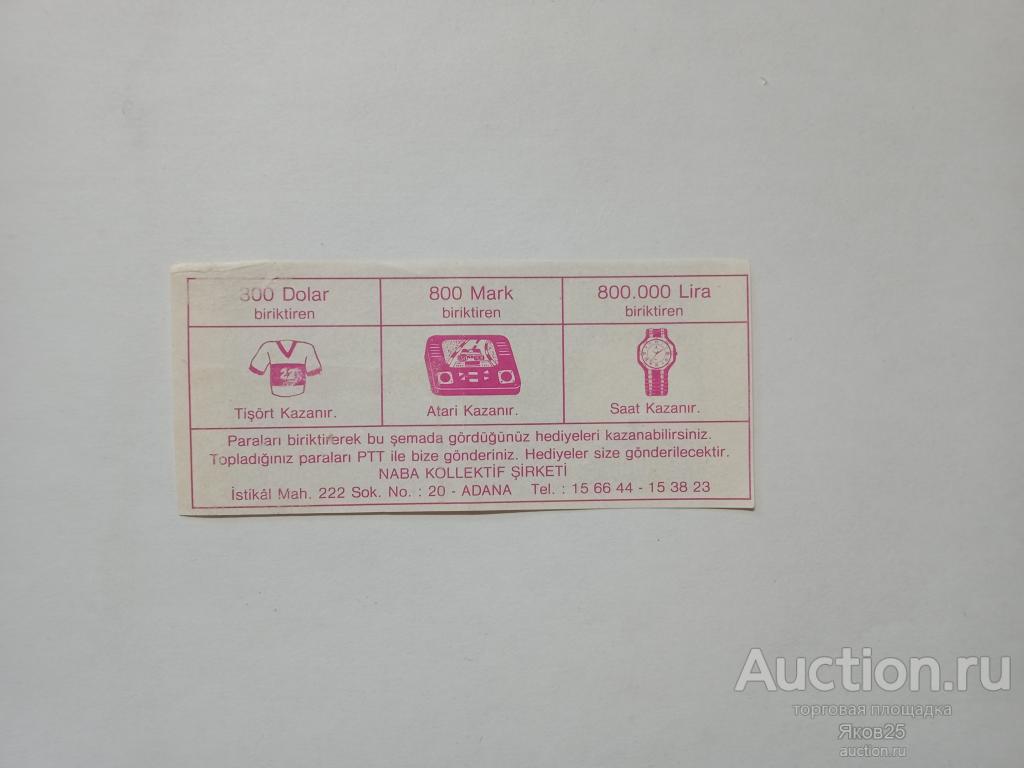 300 Dolar
biriktiren
800 Mark
biriktiren
800.000 Lira
biriktiren
22
Tişört Kazanır.
Atari Kazanır.
Saat Kazanır.
Paraları biriktirerek bu şemada gördüğünüz hediyeleri kazanabilirsiniz.
Topladığınız paraları PTT ile bize gönderiniz. Hediyeler size gönderilecektir.
NABA KOLLEKTİF ŞİRKETİ
İstikâl Mah. 222 Sok. No. : 20 - ADANA Tel. : 15 66 44 - 15 38 23
Auction.ru
торговая площадка
Яков25
auction.ru